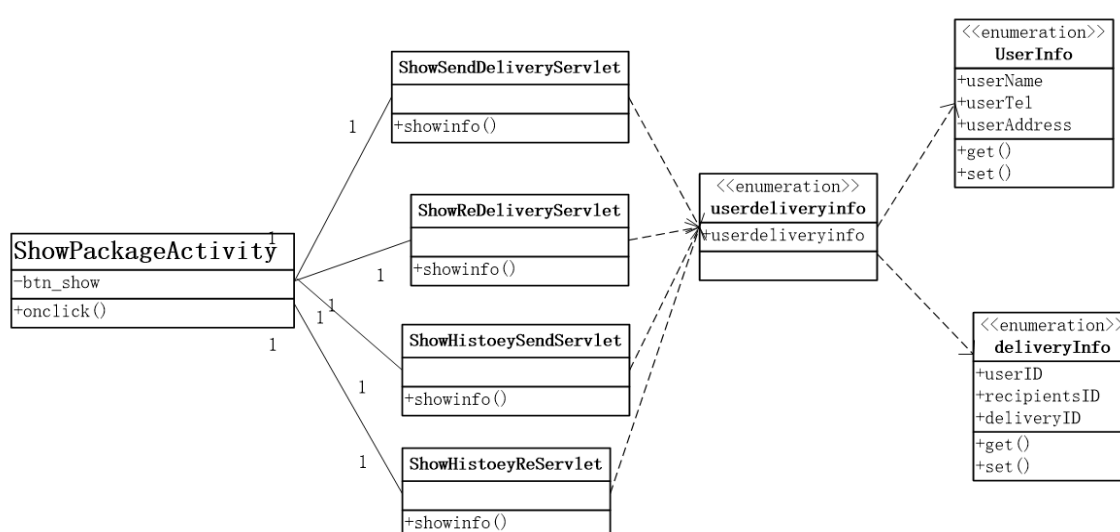 ShowPackageActivity
-btn_show
+onclick()
1
1
1
1
1
1
1
1
ShowSendDeliveryServlet
+showinfo()
ShowReDeliveryServlet
+showinfo()
ShowHistoeySendServlet
+showinfo()
ShowHistoeyReServlet
+showinfo()
<<enumeration>>
userdeliveryinfo
+userdeliveryinfo
<<enumeration>>
UserInfo
+userName
+userTel
+userAddress
+get()
+set()
<<enumeration>>
deliveryInfo
+userID
+recipientsID
+deliveryID
+get()
+set()